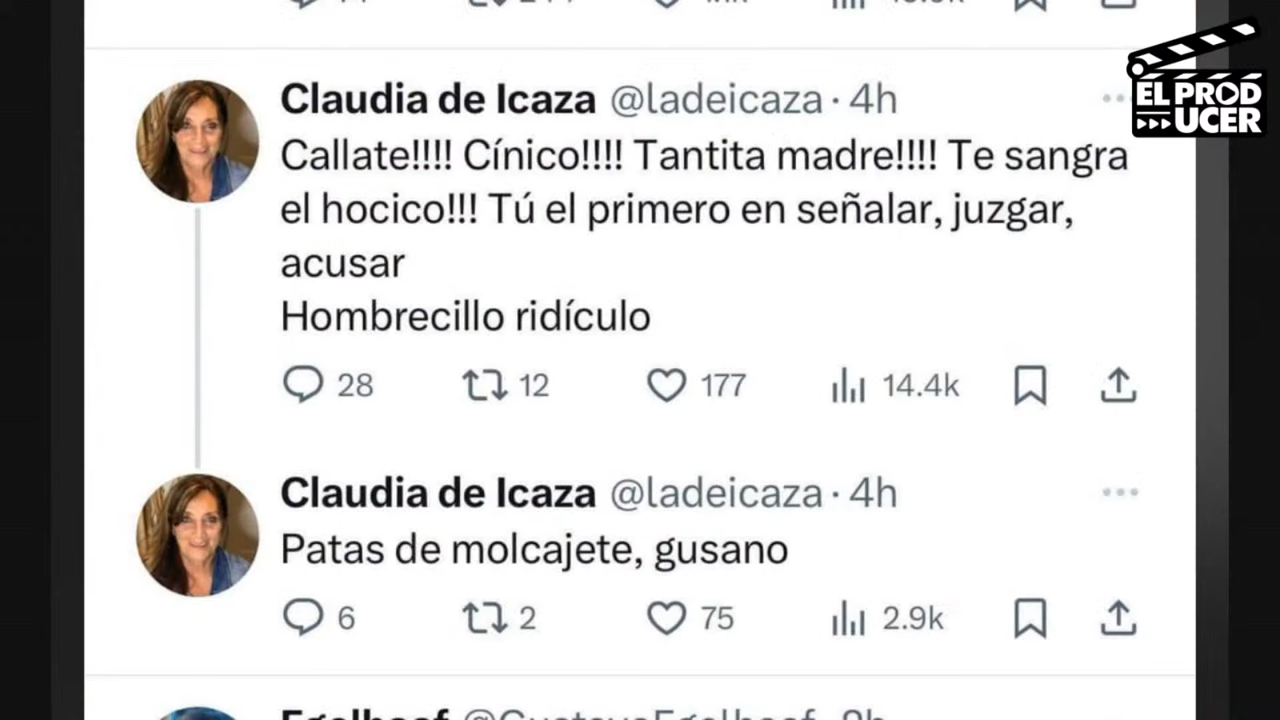 Claudia de Icaza @ladeicaza · 4h
EL PROD
UCER
Callate!!!! Cínico!!!! Tantita madre!!!! Te sangra
el hocico!!! Tú el primero en señalar, juzgar,
acusar
Hombrecillo ridículo
28 12 177 14.4k
Claudia de Icaza @ladeicaza · 4h
Patas de molcajete, gusano
6 2 75 2.9k